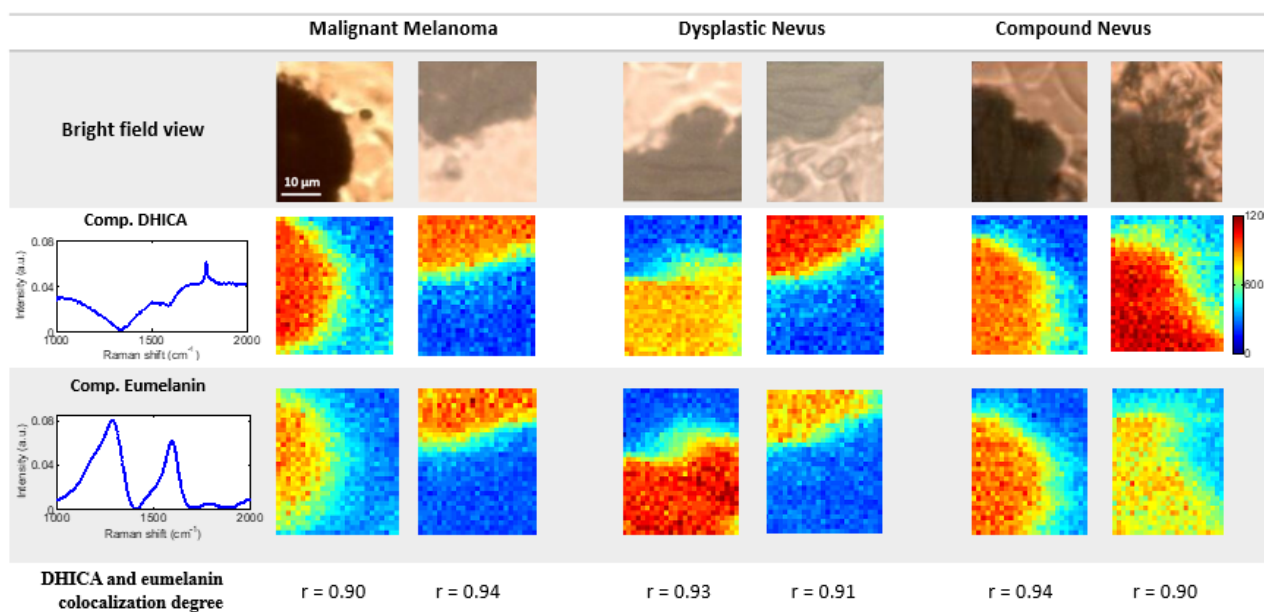 Malignant Melanoma Dysplastic Nevus Compound Nevus
Bright field view
10 µm
Comp. DHICA
0.08
0.04
0
Intensity (a.u.)
1000 1500 2000
Raman shift (cm⁻¹)
1200
600
0
Comp. Eumelanin
0.08
0.04
0
Intensity (a.u.)
1000 1500 2000
Raman shift (cm⁻¹)
DHICA and eumelanin
colocalization degree
r = 0.90 r = 0.94 r = 0.93 r = 0.91 r = 0.94 r = 0.90